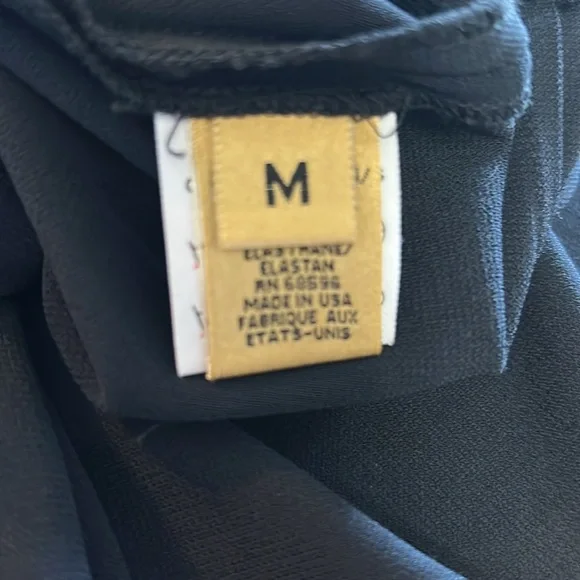 M
ELASTHANE/
ELASTAN
RN 68696
MADE IN USA
FABRIQUE AUX
ETATS-UNIS